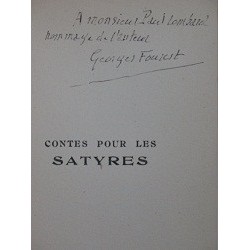 A monsieur Paul Lombard
hommage de l'auteur
Georges Fourest
CONTES POUR LES
SATYRES